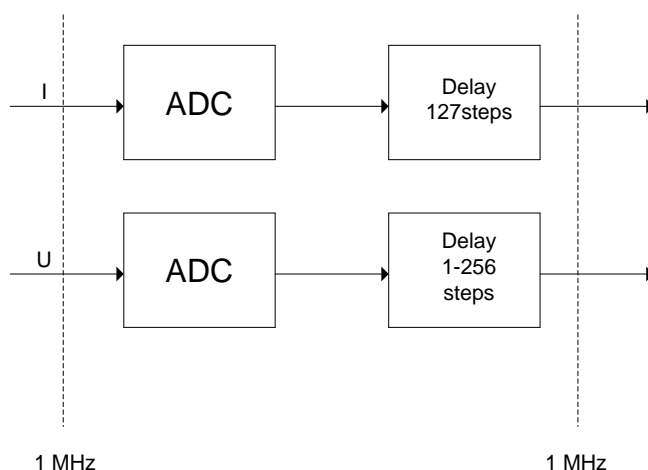 I
ADC
Delay
127steps
U
ADC
Delay
1-256
steps
1 MHz
1 MHz